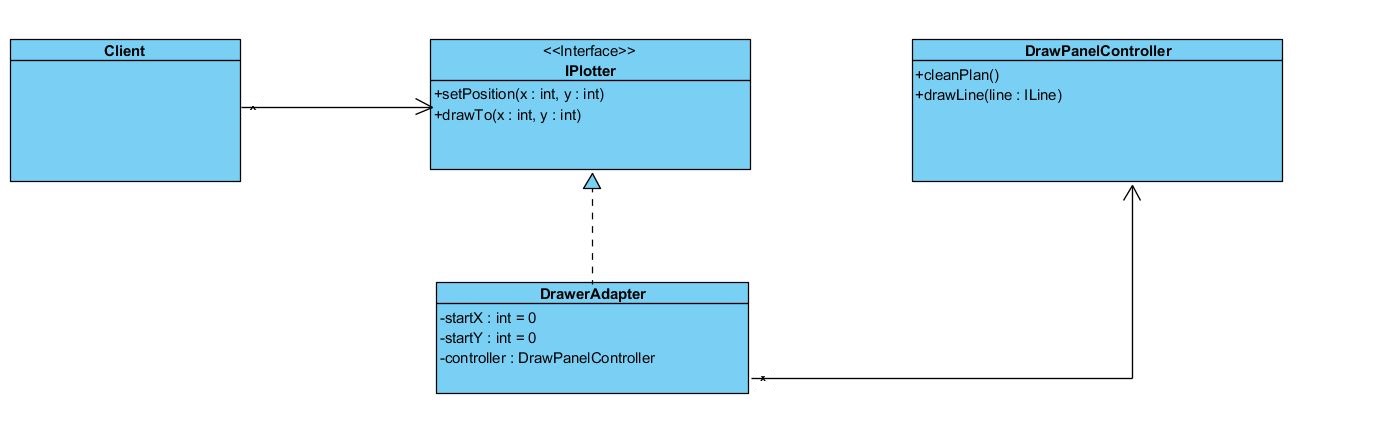 Client
<<Interface>>
IPlotter
+setPosition(x : int, y : int)
+drawTo(x : int, y : int)
DrawPanelController
+cleanPlan()
+drawLine(line : ILine)
DrawerAdapter
-startX : int = 0
-startY : int = 0
-controller : DrawPanelController